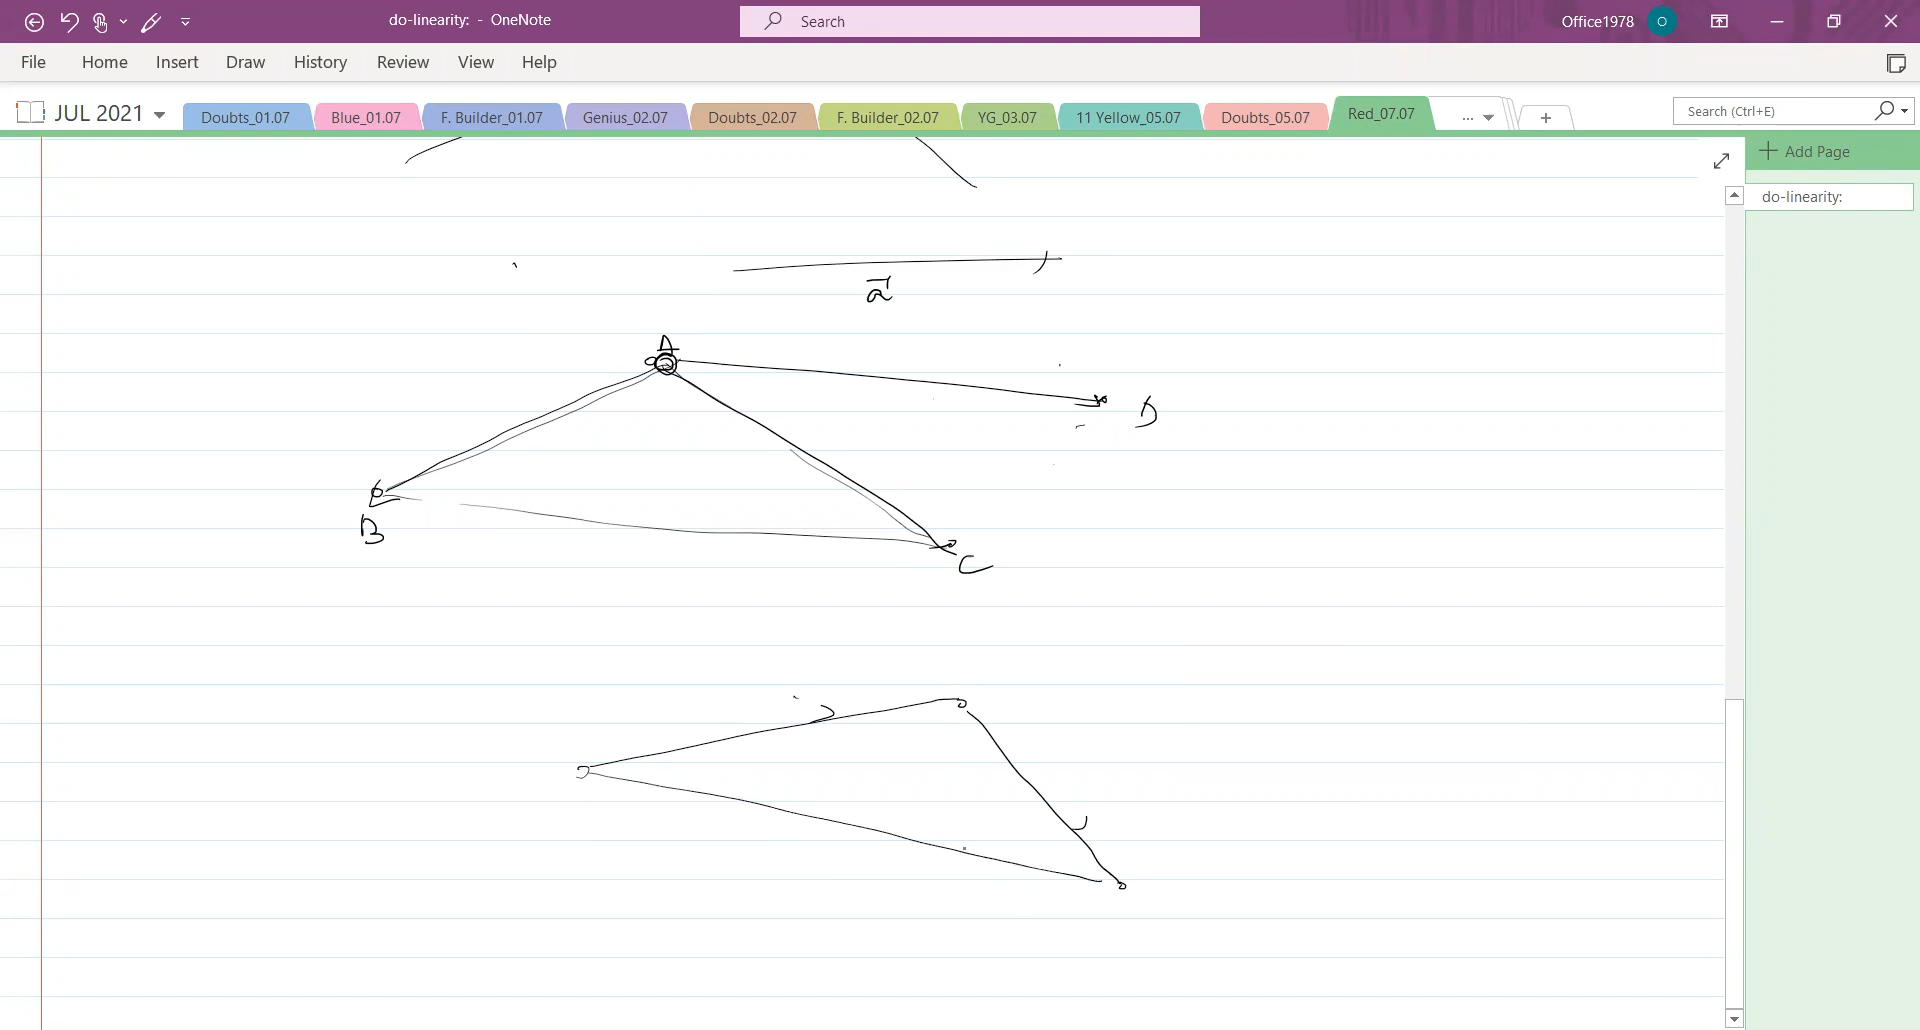 do-linearity: - OneNote
Search
Office1978
O
File Home Insert Draw History Review View Help
JUL 2021
Doubts_01.07
Blue_01.07
F. Builder_01.07
Genius_02.07
Doubts_02.07
F. Builder_02.07
YG_03.07
11 Yellow_05.07
Doubts_05.07
Red_07.07
...
Search (Ctrl+E)
Add Page
do-linearity:
a
A
D
B
C